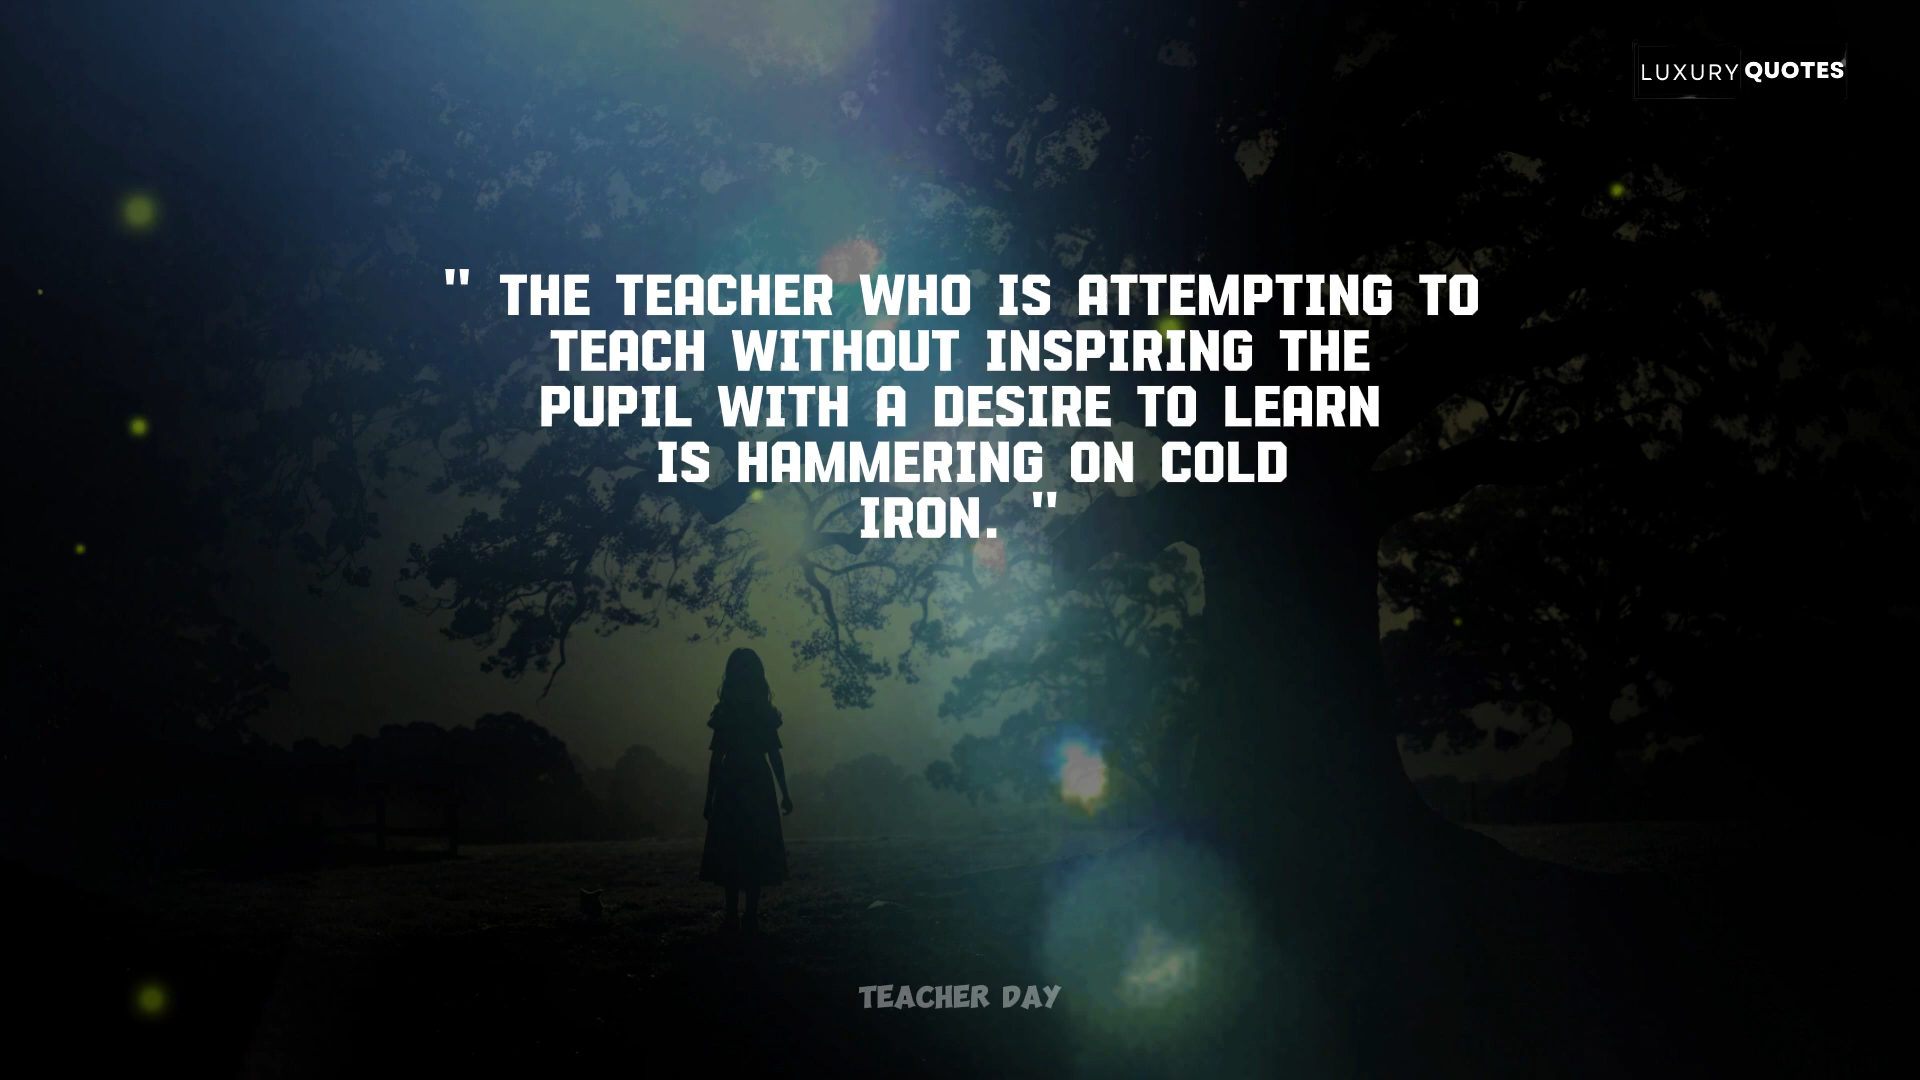 LUXURY QUOTES
" THE TEACHER WHO IS ATTEMPTING TO
TEACH WITHOUT INSPIRING THE
PUPIL WITH A DESIRE TO LEARN
IS HAMMERING ON COLD
IRON. "
TEACHER DAY